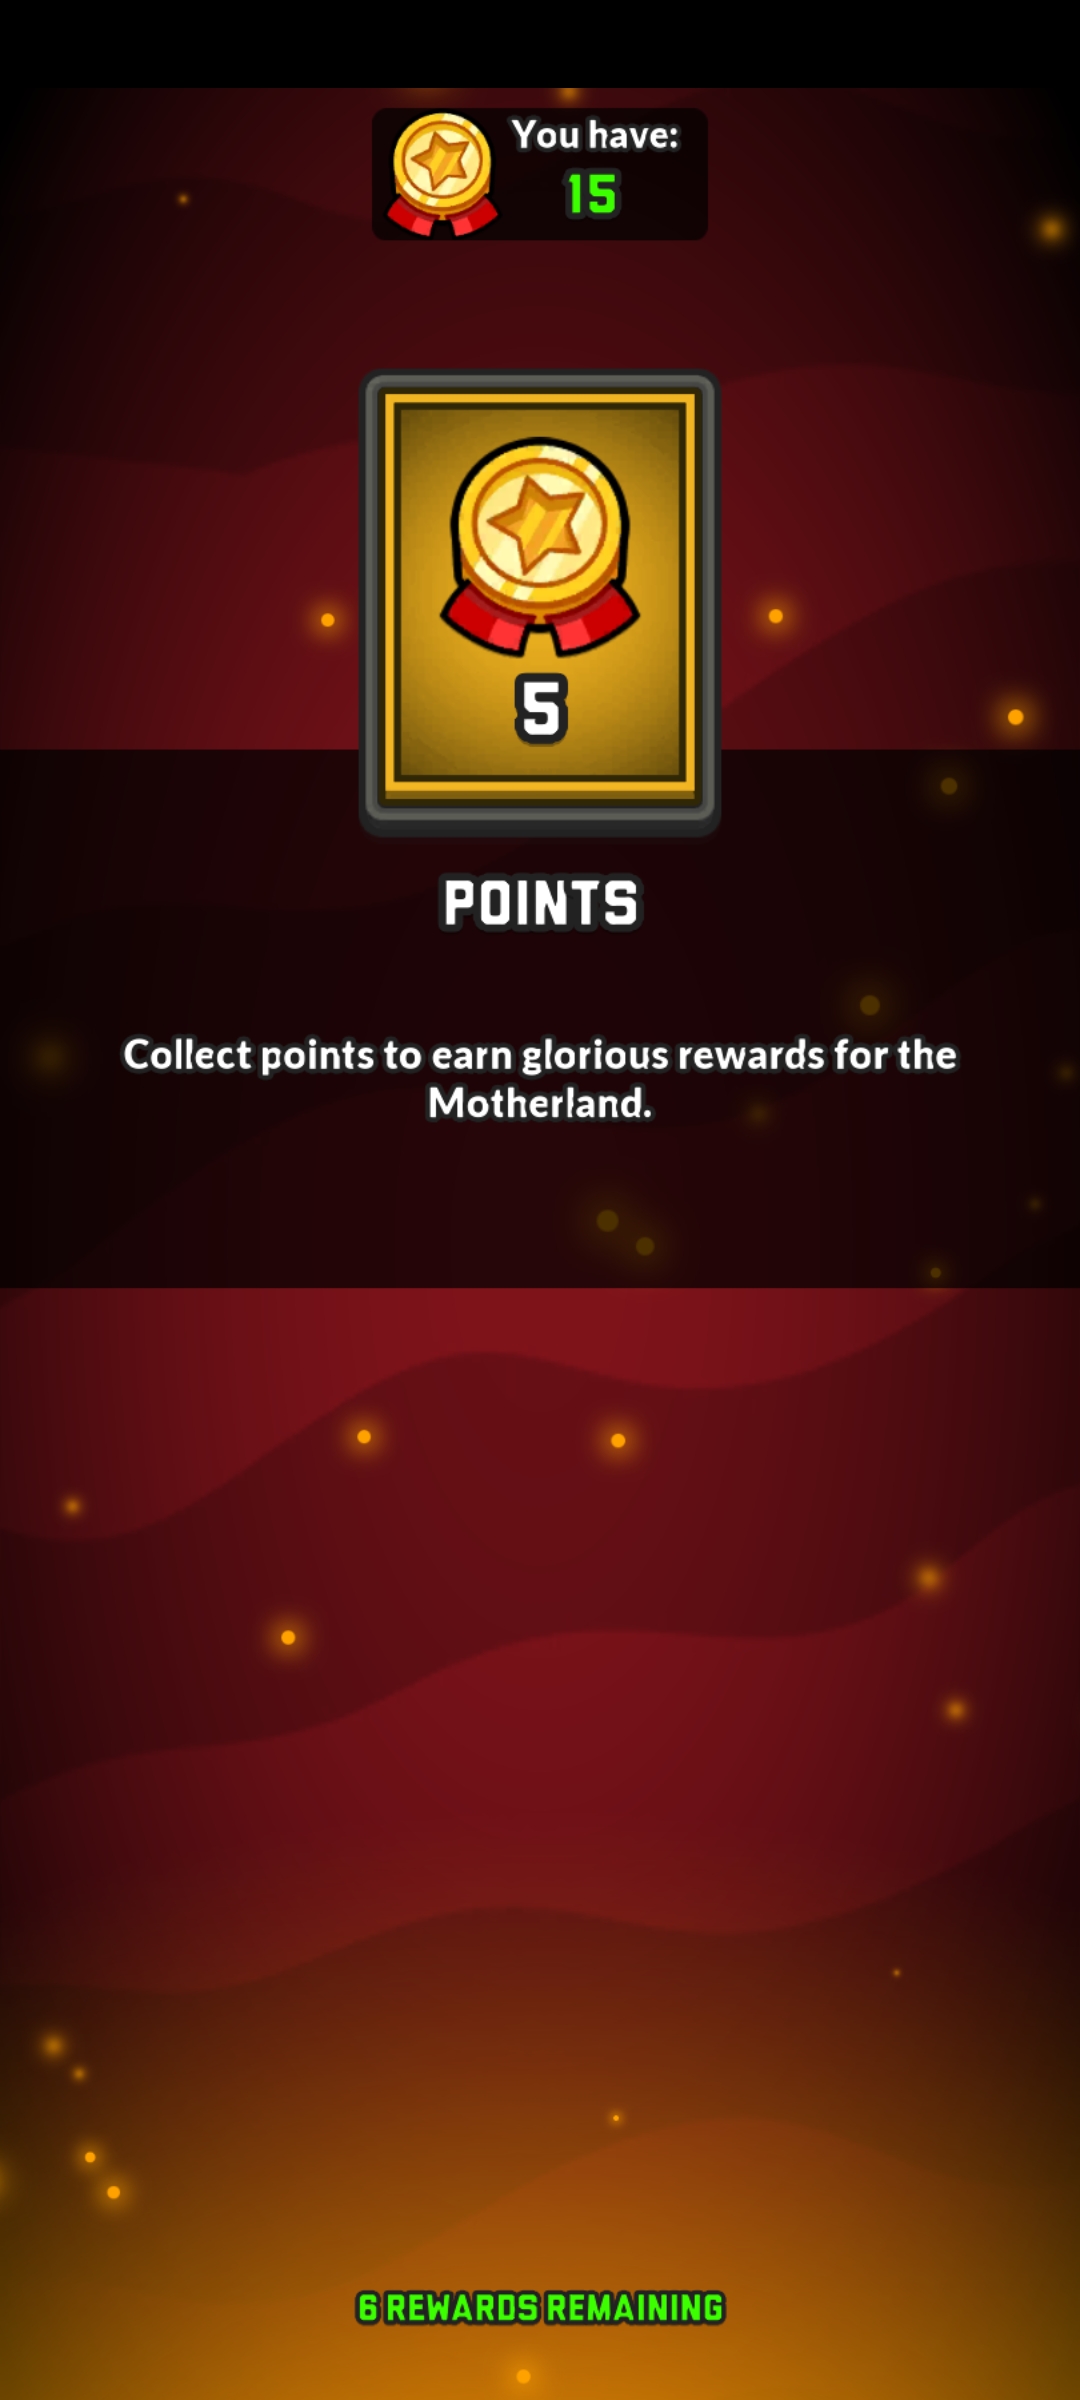 You have:
15
5
POINTS
Collect points to earn glorious rewards for the
Motherland.
6 REWARDS REMAINING